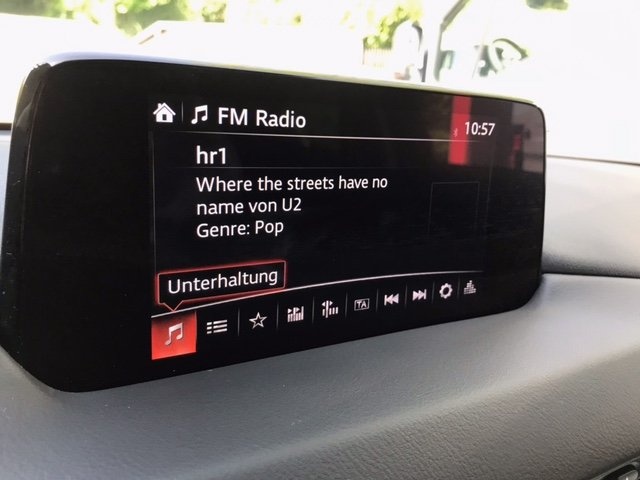 FM Radio
10:57
hr1
Where the streets have no
name von U2
Genre: Pop
Unterhaltung
TA